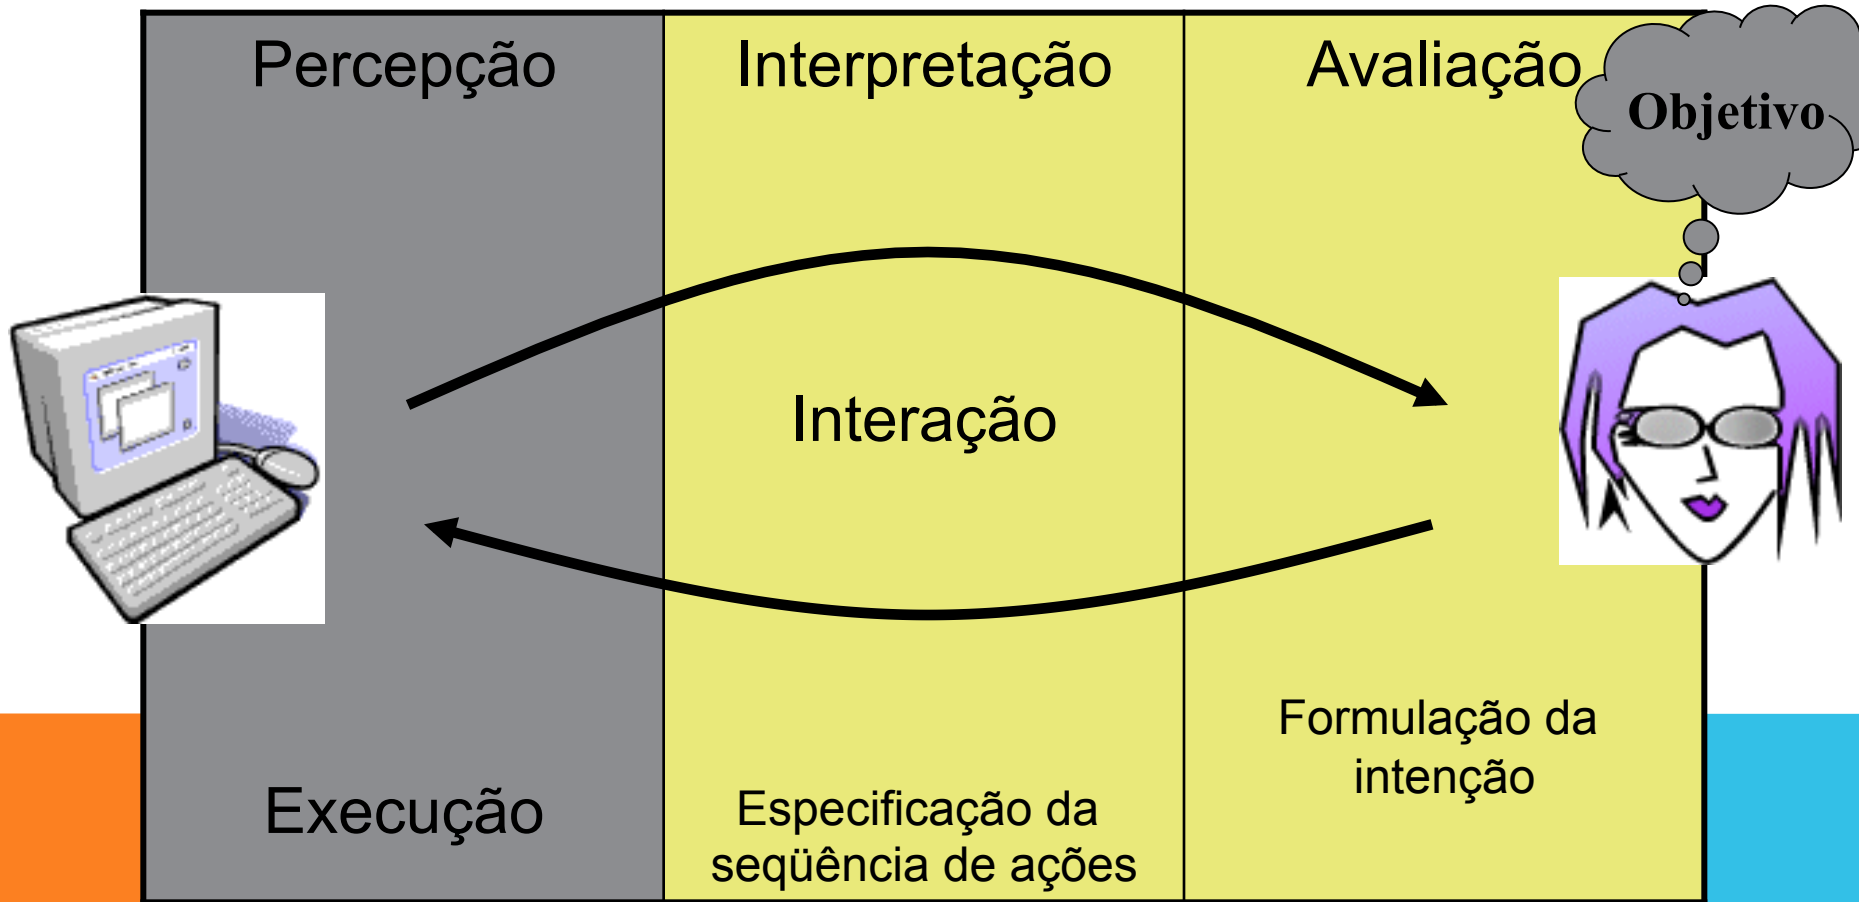 Percepção
Interpretação
Avaliação
Objetivo
Interação
Formulação da
intenção
Execução
Especificação da
seqüência de ações